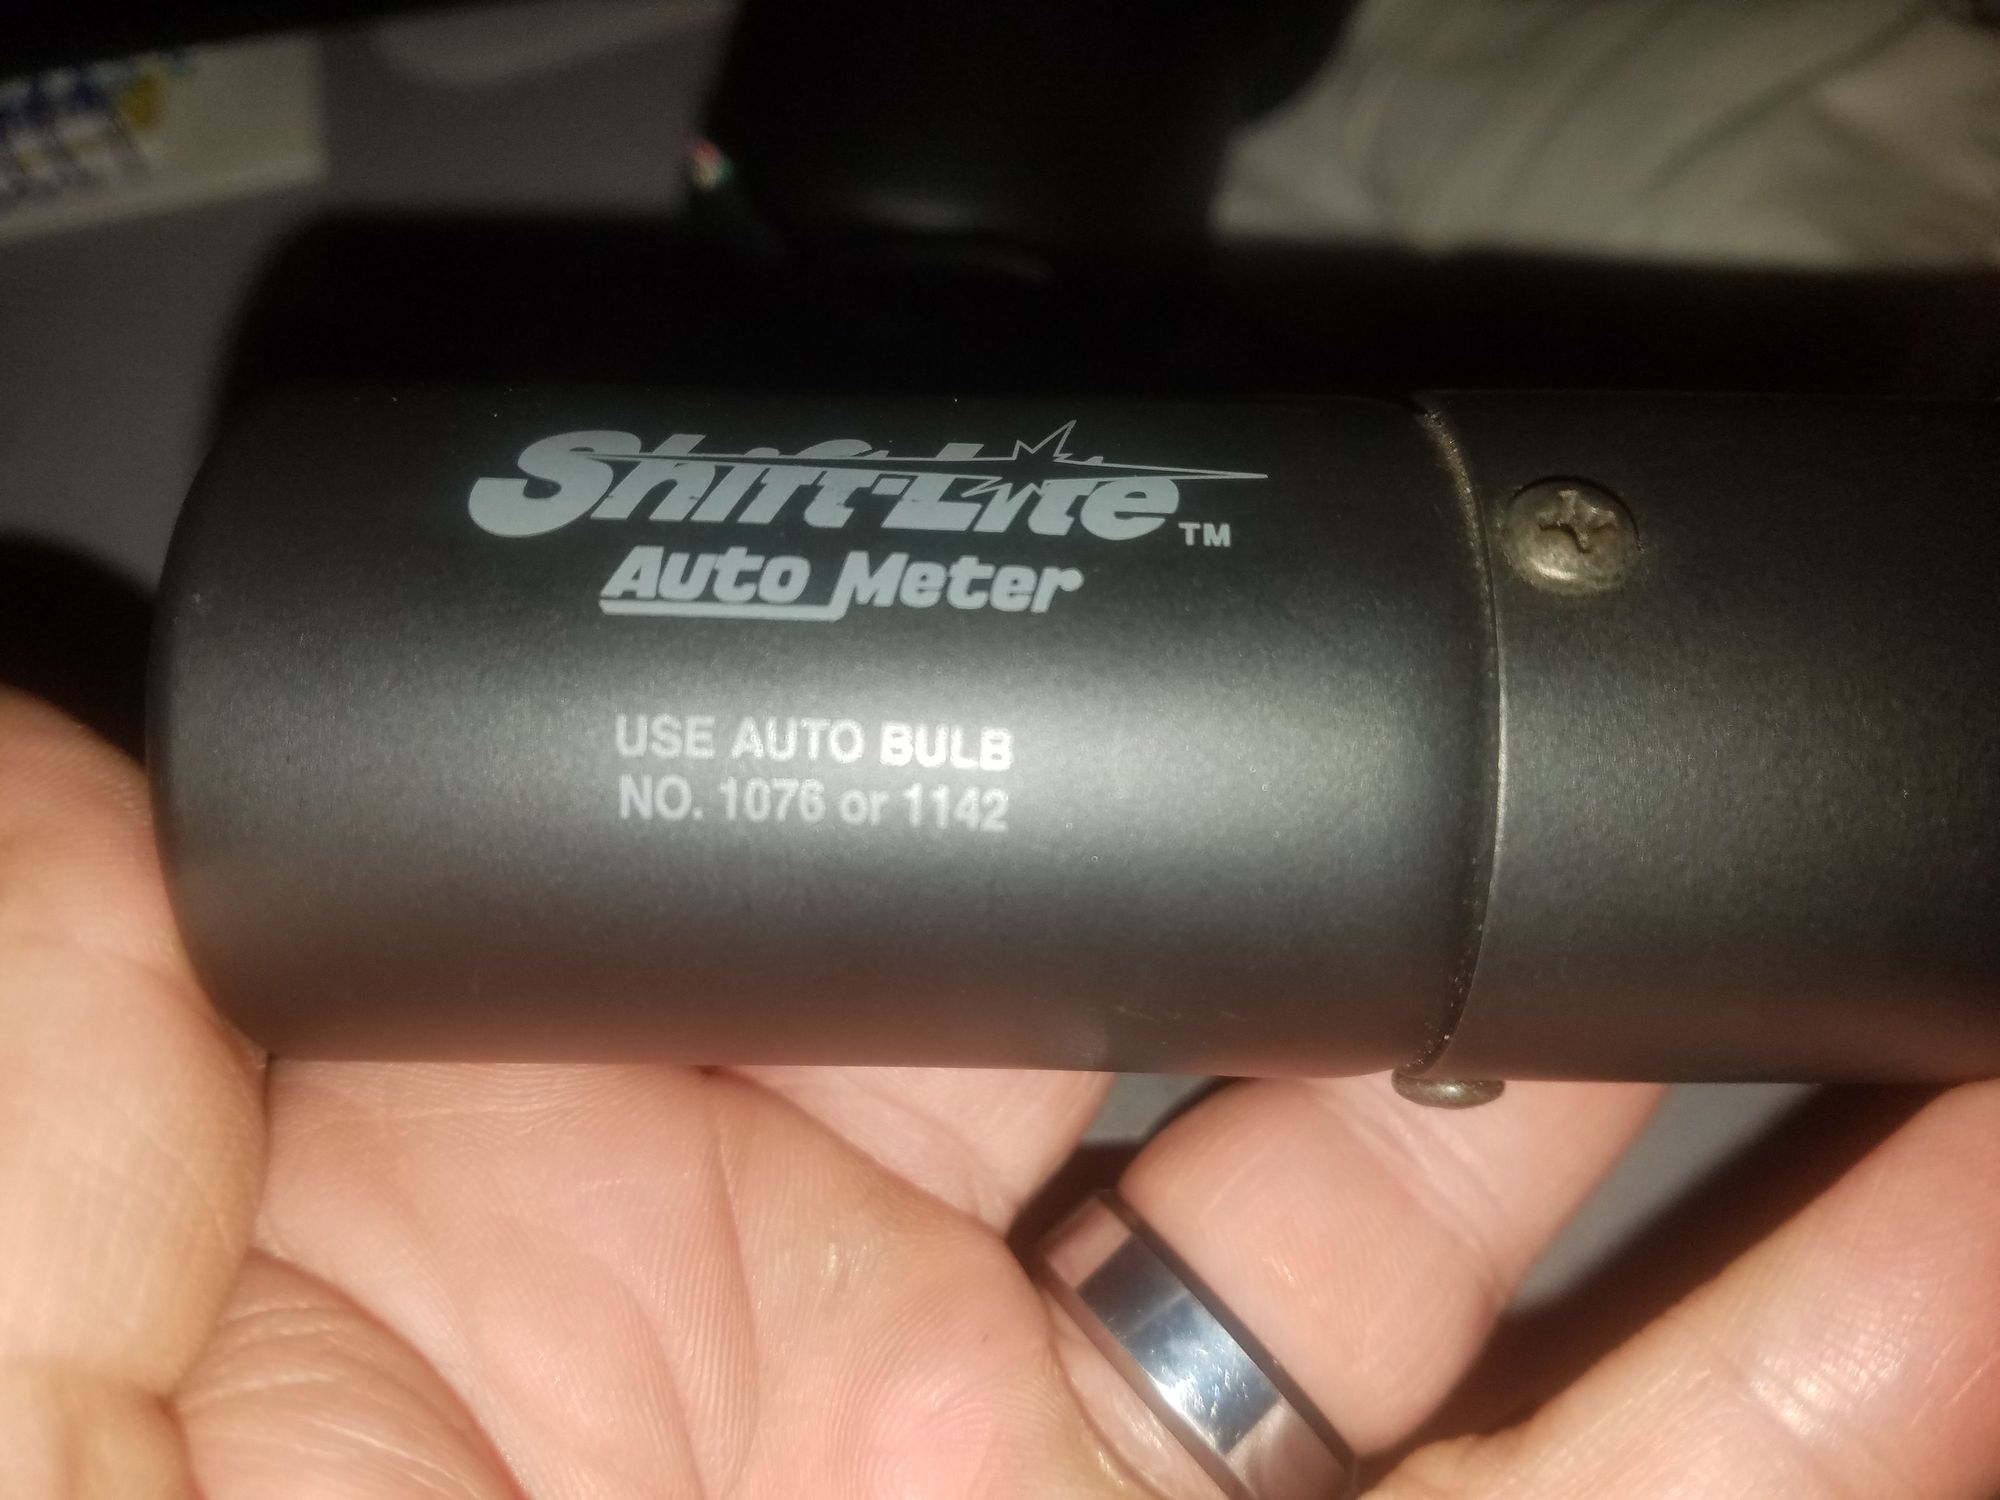 Shift-Lite™
Auto Meter
USE AUTO BULB
NO. 1076 or 1142